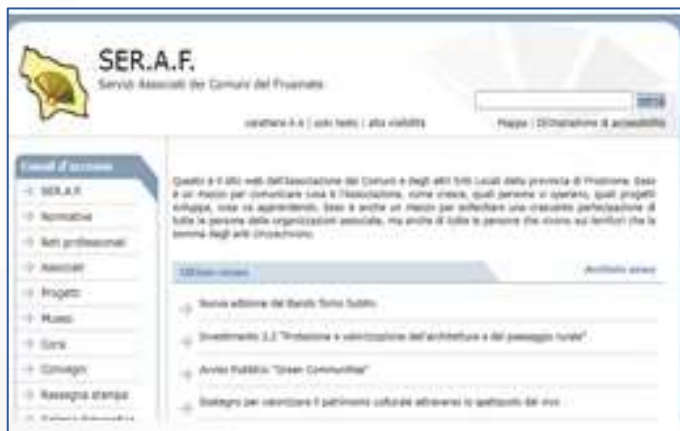 SER.A.F.
Servizi Associati dei Comuni del Frusinate
cerca
carattere A A | solo testo | alta visibilità
Mappa | Dichiarazione di accessibilità
Canali d'accesso
SER.A.F.
Normativa
Reti professionali
Associati
Progetti
Museo
Corsi
Convegni
Rassegna stampa
Questo è il sito web dell'Associazione dei Comuni e degli altri Enti Locali della provincia di Frosinone. Esso
è un mezzo per comunicare cosa è l'Associazione, come cresce, quali persone vi operano, quali progetti
sviluppa, cosa va apprendendo. Esso è anche un mezzo per sollecitare una crescente partecipazione di
tutte le persone delle organizzazioni associate, ma anche di tutte le persone che vivono sui territori che la
somma degli enti
Ultime news
Archivio news
Nuova edizione del Bando Torno Subito
Investimento 2.2 "Protezione e valorizzazione dell'architettura e del paesaggio rurale"
Avviso Pubblico "Green Communities"
Sostegno per valorizzare il patrimonio culturale attraverso lo spettacolo dal vivo